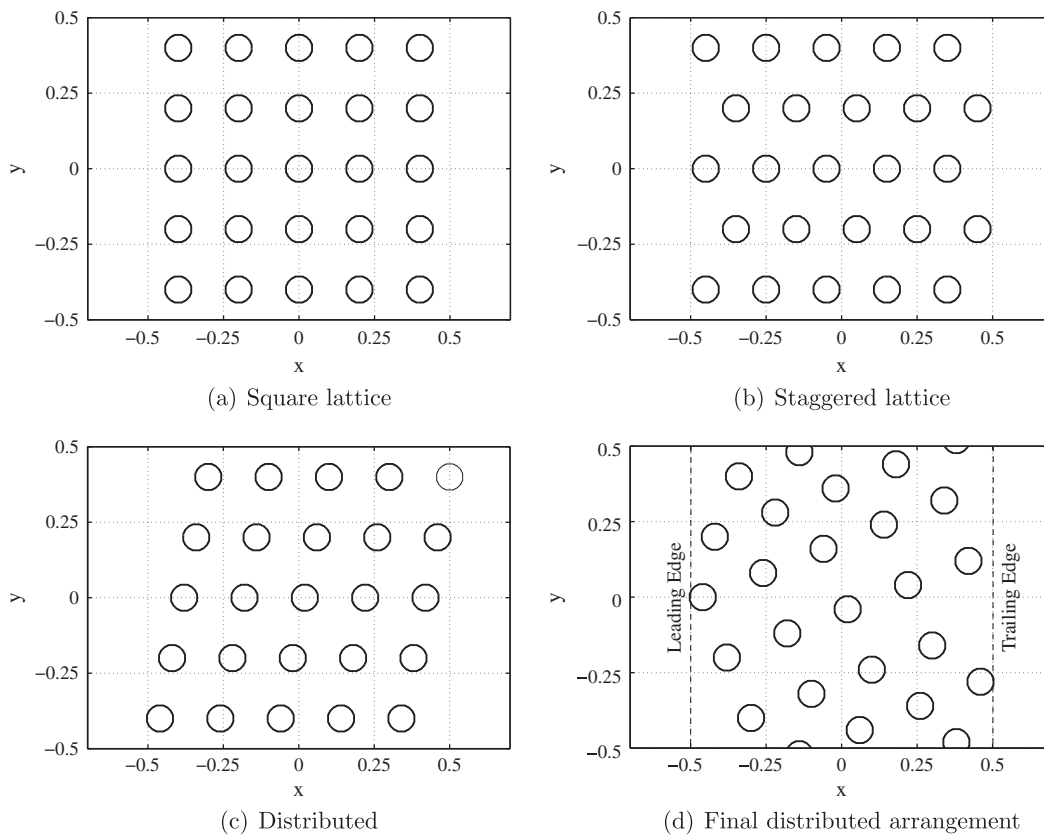 0.5
0.25
0
−0.25
−0.5
y
−0.5
−0.25
0
0.25
0.5
x
(a) Square lattice
0.5
0.25
0
−0.25
−0.5
y
−0.5
−0.25
0
0.25
0.5
x
(b) Staggered lattice
0.5
0.25
0
−0.25
−0.5
y
−0.5
−0.25
0
0.25
0.5
x
(c) Distributed
0.5
0.25
0
−0.25
−0.5
y
Leading Edge
Trailing Edge
−0.5
−0.25
0
0.25
0.5
x
(d) Final distributed arrangement